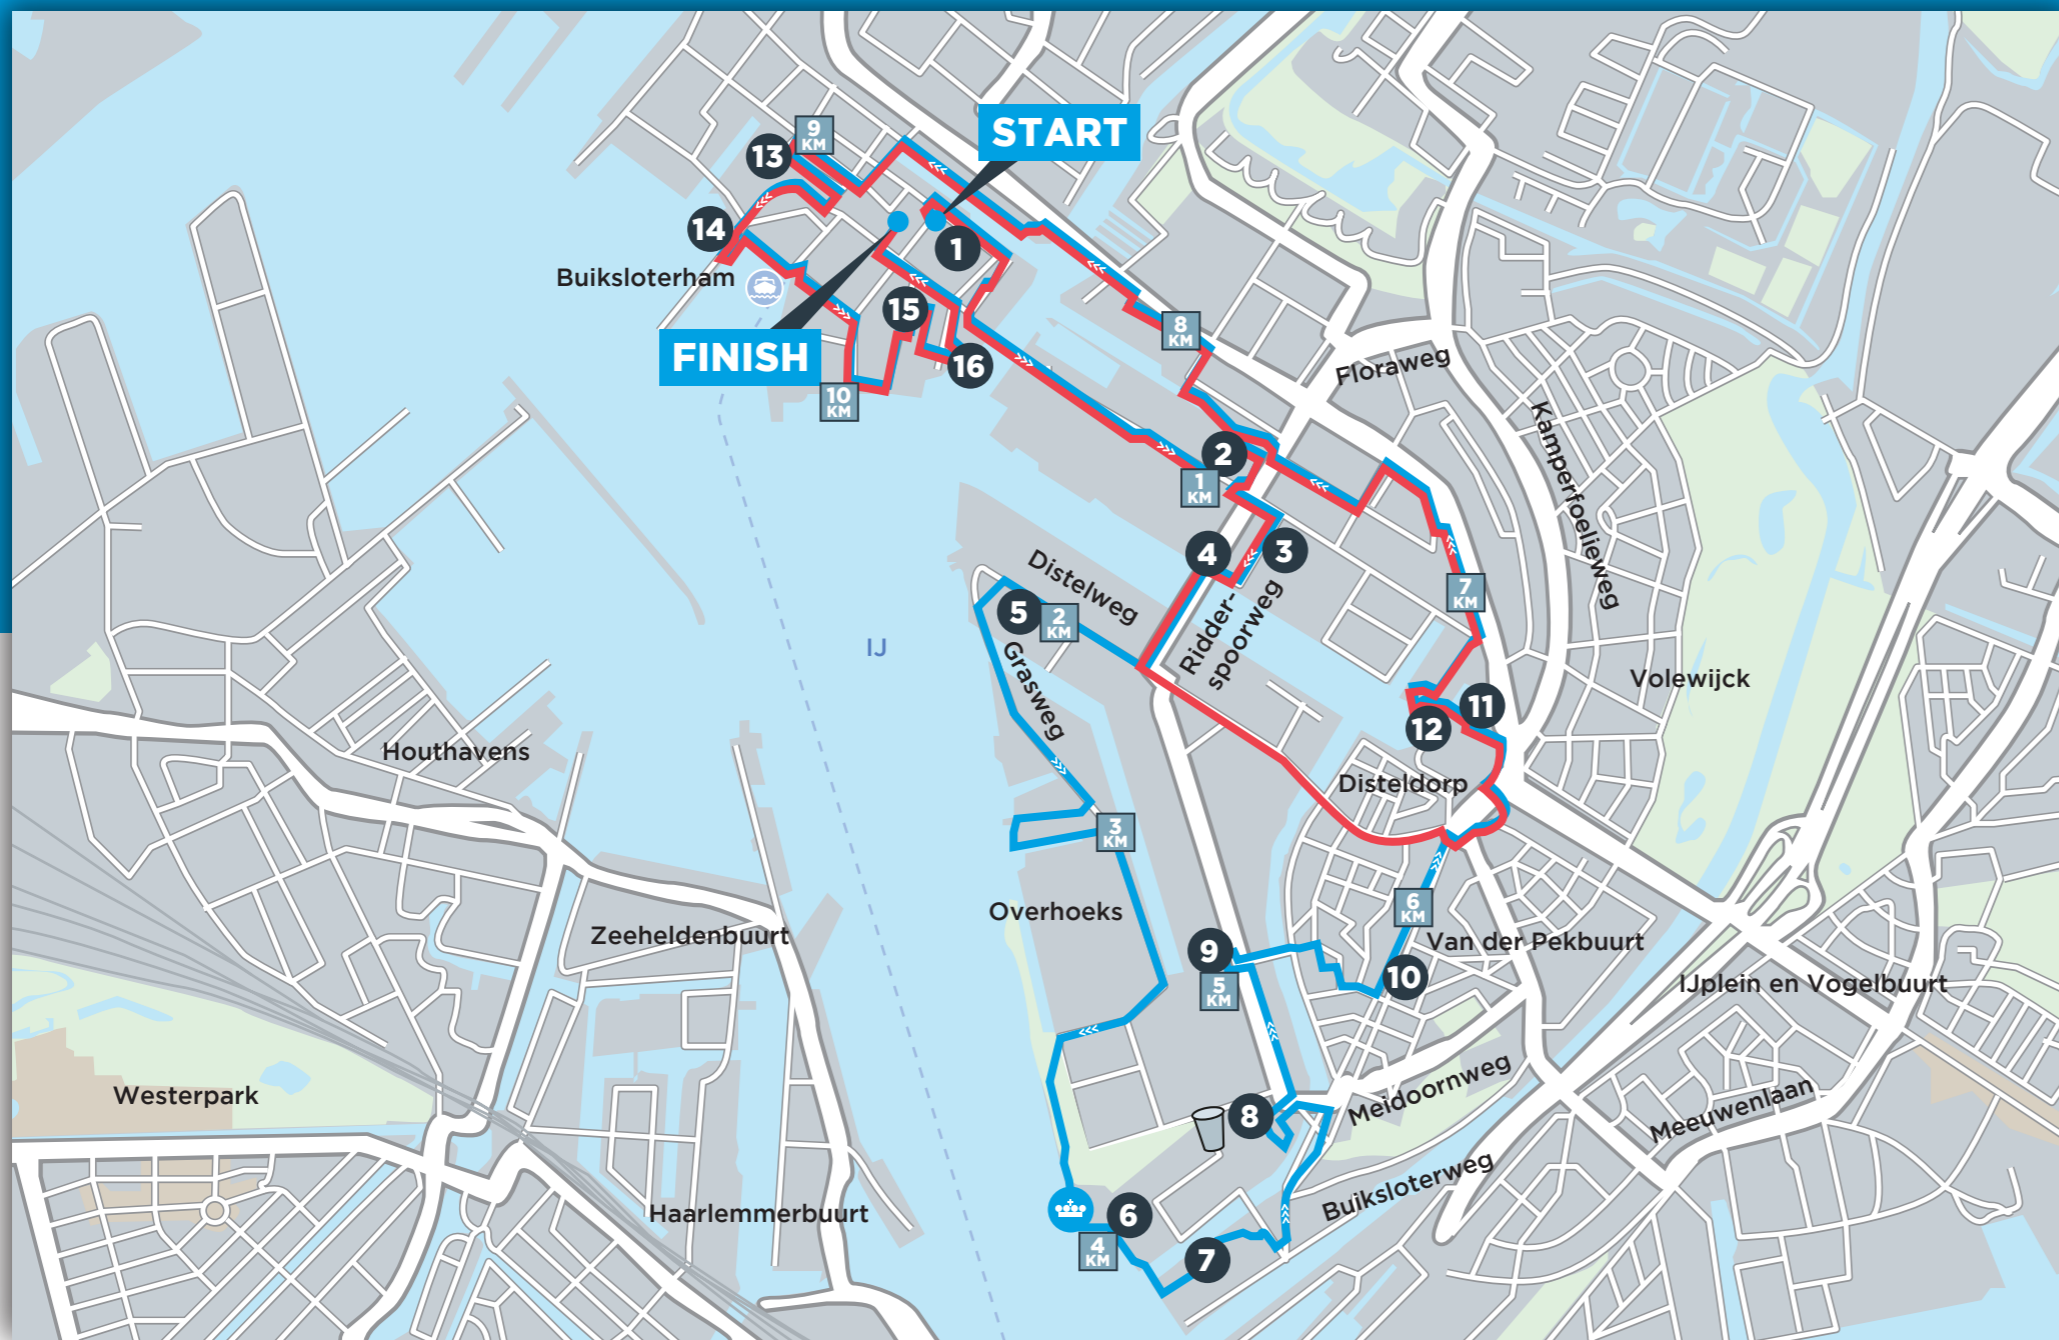 9
KM
START
13
14
1
Buiksloterham
15
8
KM
FINISH
16
Floraweg
10
KM
Kamperfoelieweg
2
1
KM
4
3
Distelweg
7
KM
5
2
KM
Ridder-
spoorweg
IJ
Grasweg
Volewijck
11
12
Houthavens
Disteldorp
3
KM
Overhoeks
6
KM
Zeeheldenbuurt
Van der Pekbuurt
9
10
IJplein en Vogelbuurt
5
KM
Westerpark
Meidoornweg
8
Meeuwenlaan
Buiksloterweg
Haarlemmerbuurt
6
4
KM
7